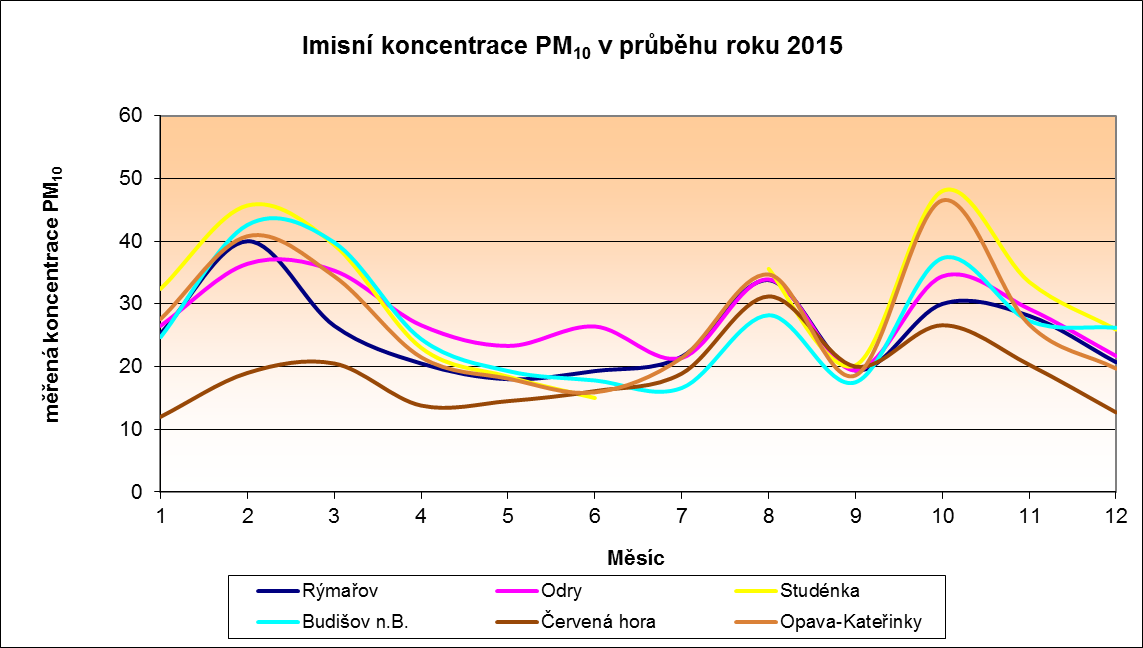 Imisní koncentrace PM10 v průběhu roku 2015
měřená koncentrace PM10
60
50
40
30
20
10
0
1 2 3 4 5 6 7 8 9 10 11 12
Měsíc
Rýmařov Odry Studénka
Budišov n.B. Červená hora Opava-Kateřinky